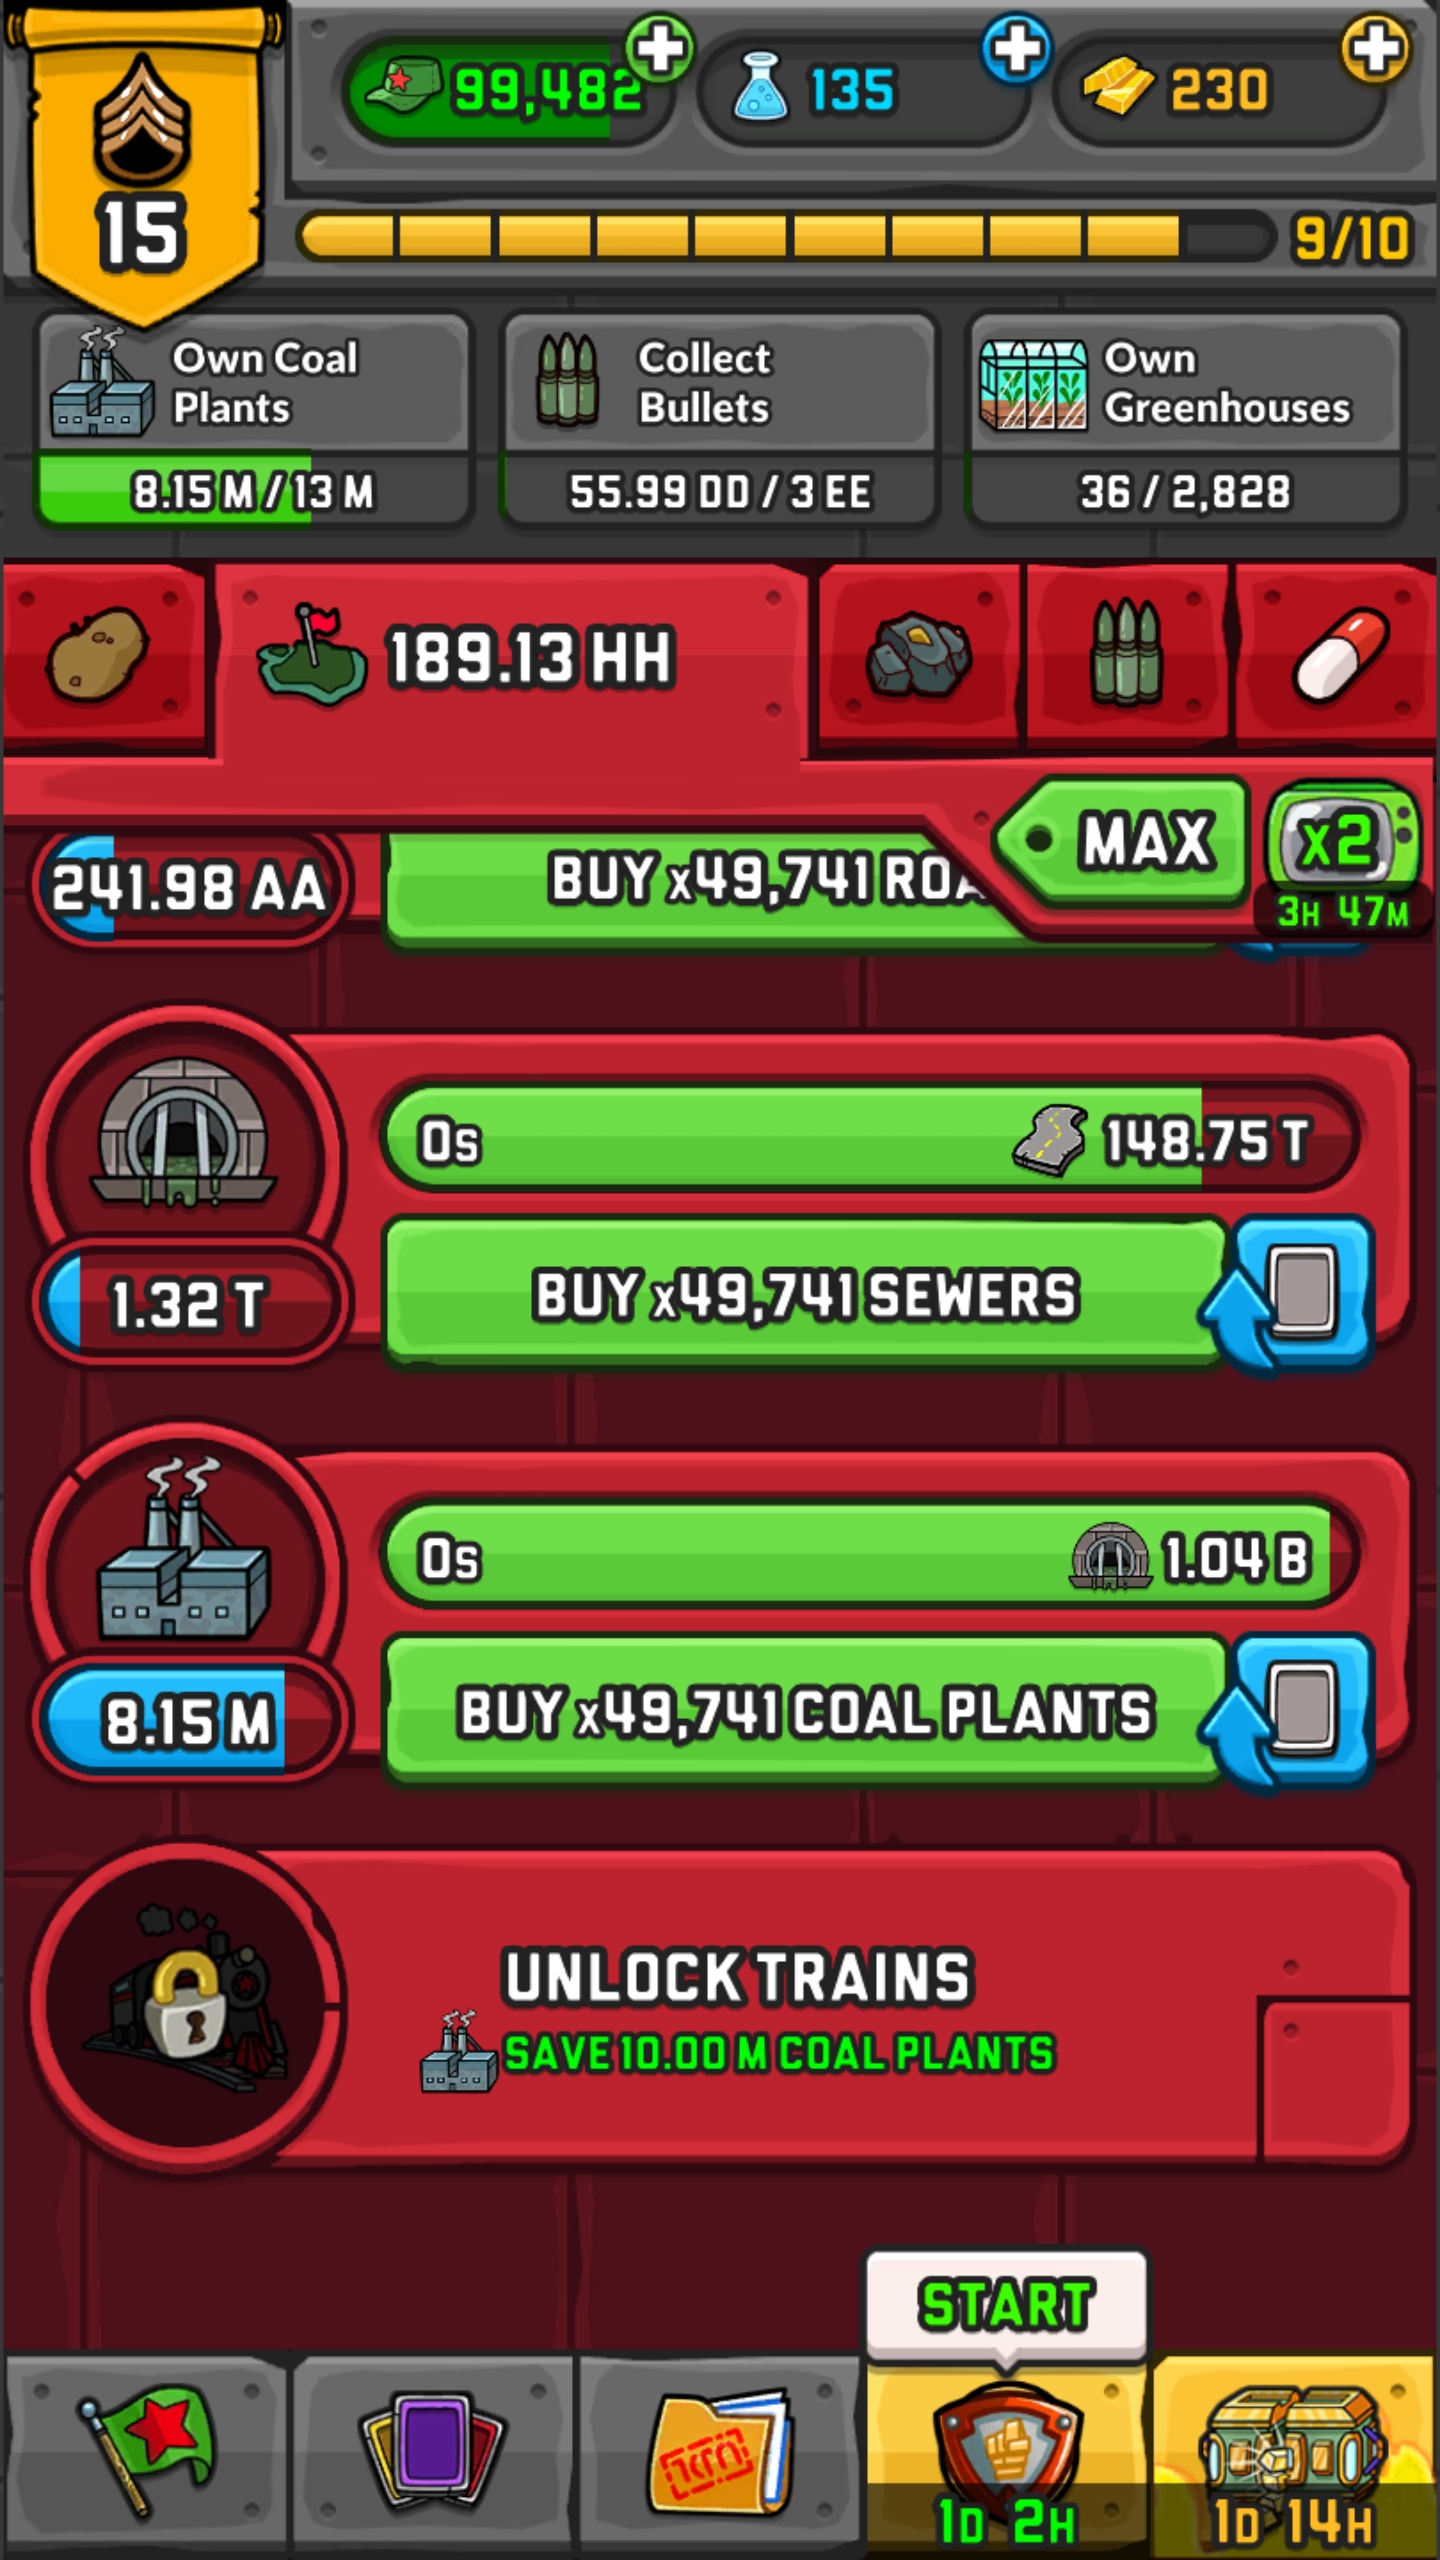 99,482
135
230
15
9/10
Own Coal
Plants
8.15 M / 13 M
Collect
Bullets
55.99 DD / 3 EE
Own
Greenhouses
36 / 2,828
189.13 HH
MAX
x2
3H 47M
241.98 AA
BUY x49,741 ROA
0s
148.75 T
1.32 T
BUY x49,741 SEWERS
0s
1.04 B
8.15 M
BUY x49,741 COAL PLANTS
UNLOCK TRAINS
SAVE 10.00 M COAL PLANTS
START
1D 2H
1D 14H